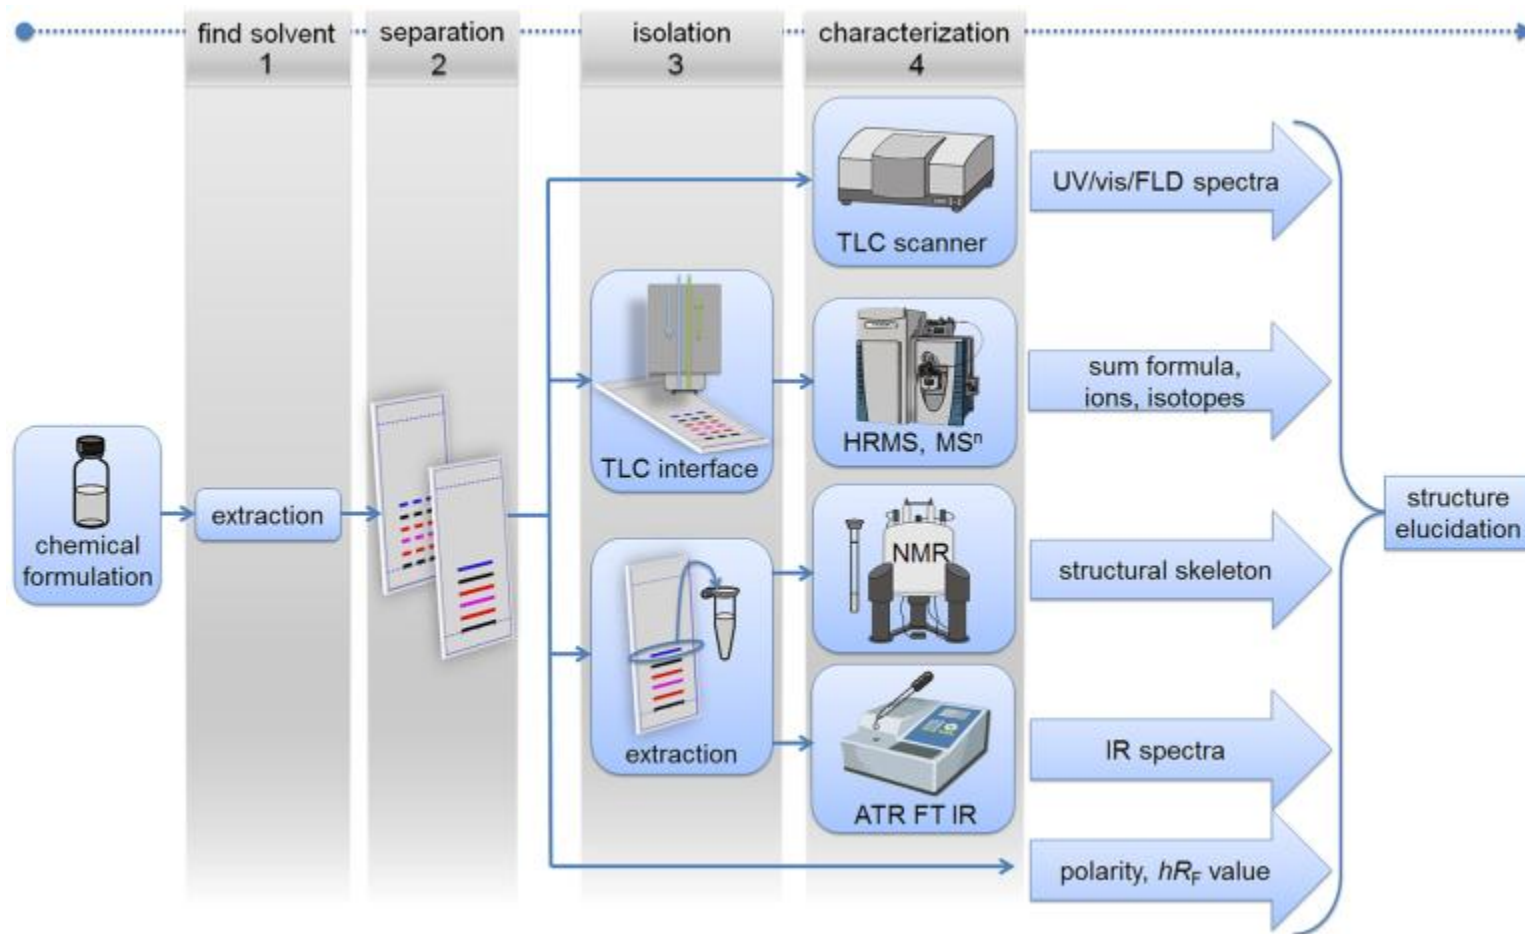 find solvent
1
separation
2
isolation
3
characterization
4
TLC scanner
UV/vis/FLD spectra
TLC interface
HRMS, MSⁿ
sum formula,
ions, isotopes
chemical
formulation
extraction
extraction
NMR
structural skeleton
ATR FT IR
IR spectra
polarity, hRF value
structure
elucidation